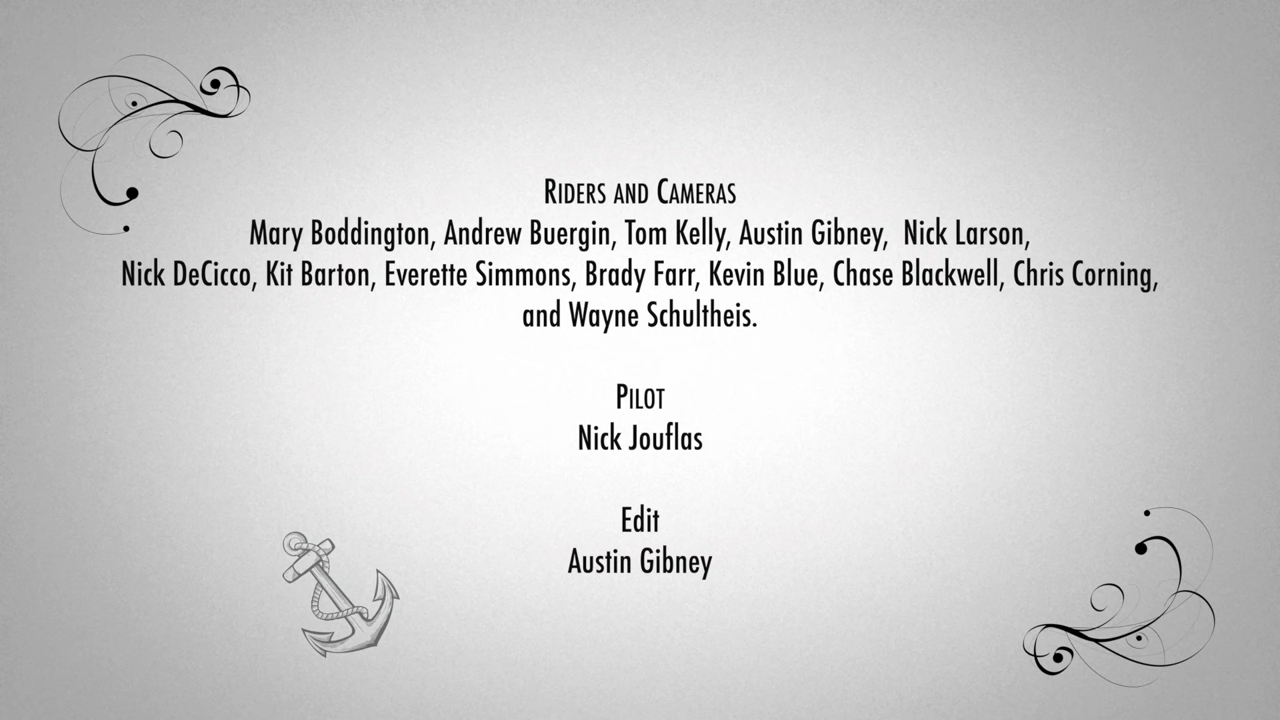 Riders and Cameras
Mary Boddington, Andrew Buergin, Tom Kelly, Austin Gibney,  Nick Larson,
Nick DeCicco, Kit Barton, Everette Simmons, Brady Farr, Kevin Blue, Chase Blackwell, Chris Corning,
and Wayne Schultheis.
Pilot
Nick Jouflas
Edit
Austin Gibney